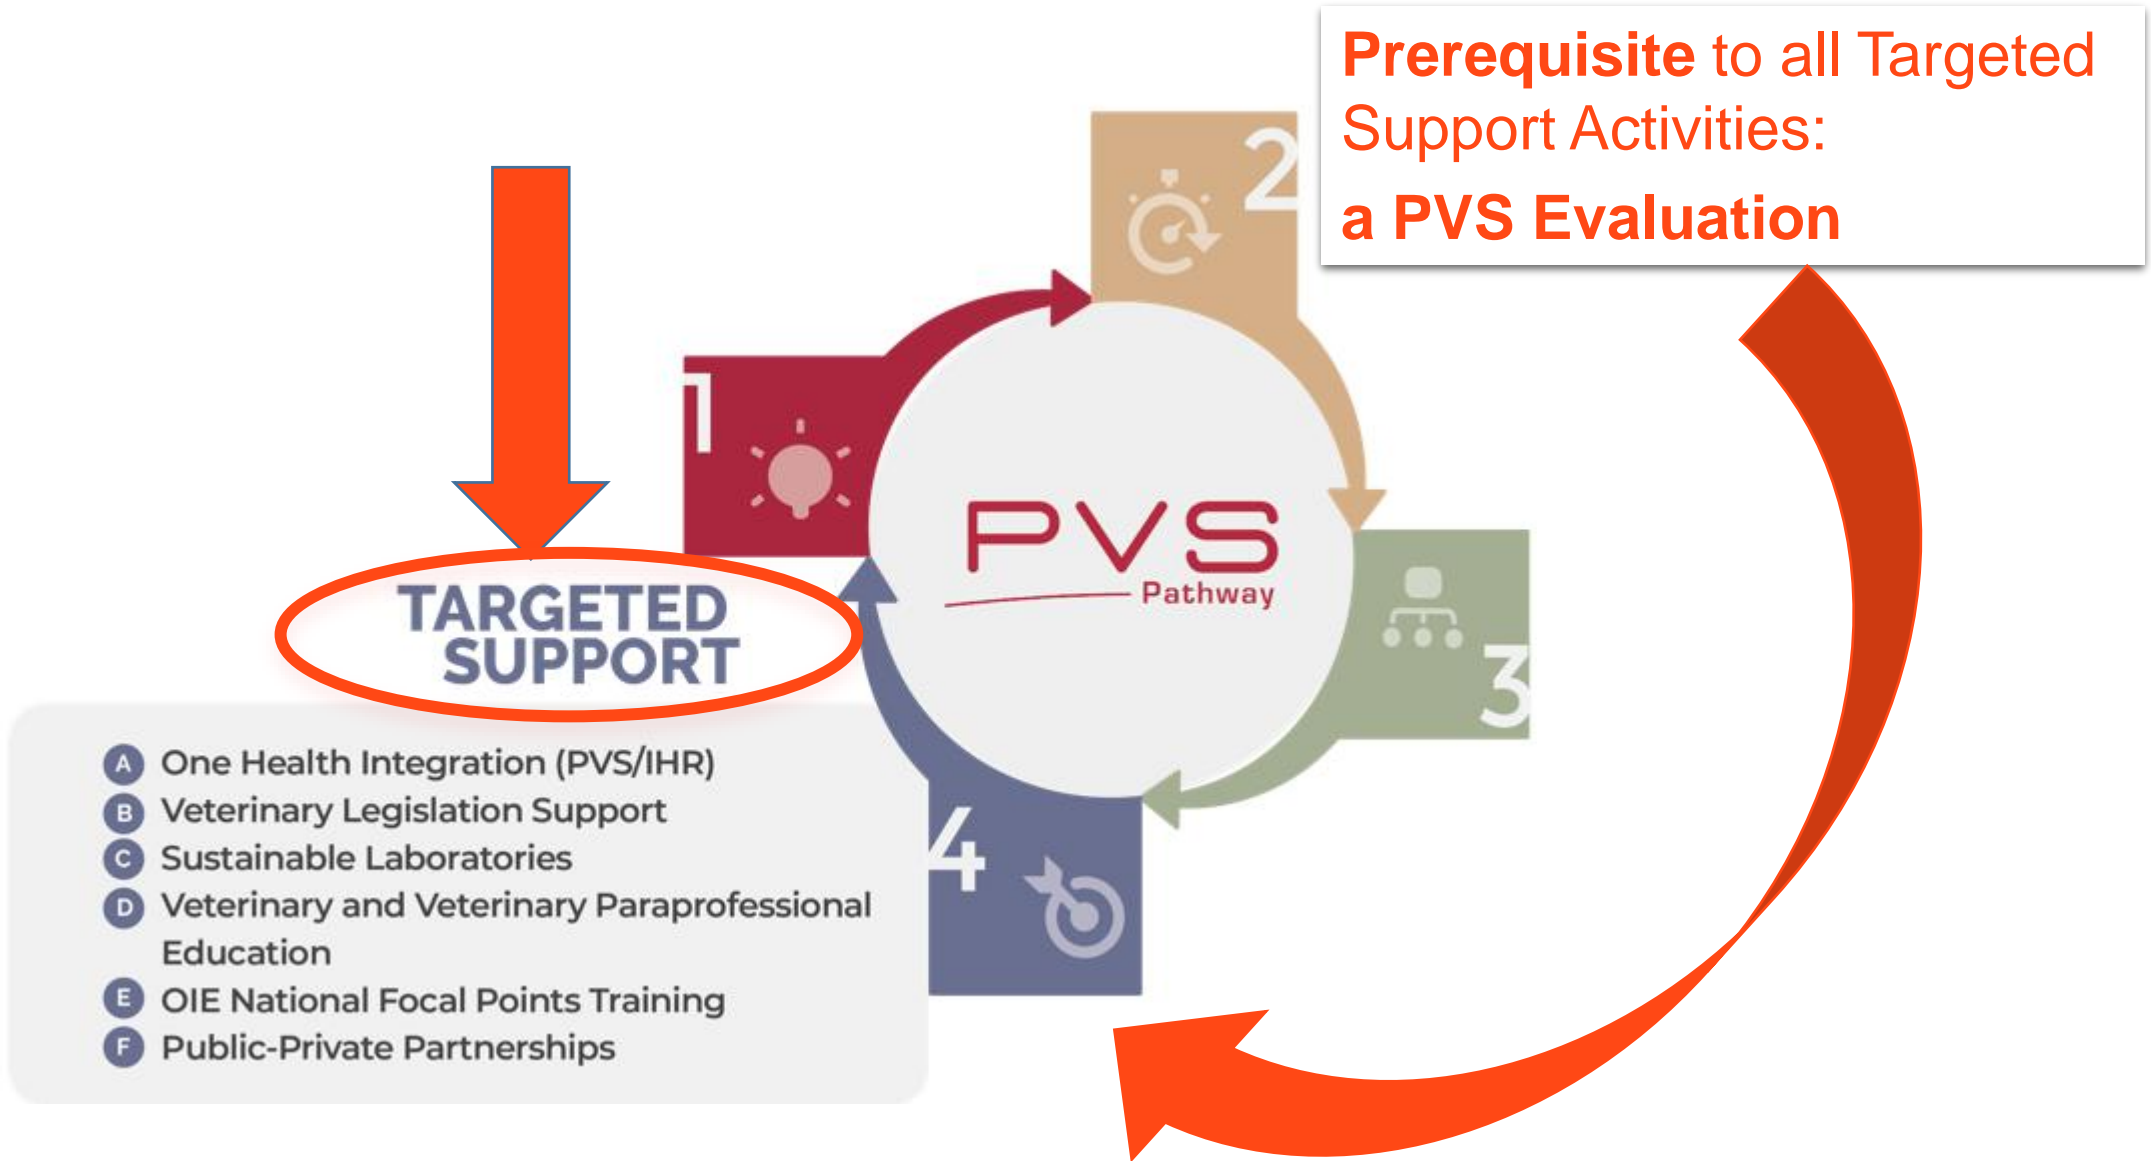 Prerequisite to all Targeted
Support Activities:
a PVS Evaluation
2
1
PVS
Pathway
TARGETED
SUPPORT
3
4
A One Health Integration (PVS/IHR)
B Veterinary Legislation Support
C Sustainable Laboratories
D Veterinary and Veterinary Paraprofessional
Education
E OIE National Focal Points Training
F Public-Private Partnerships